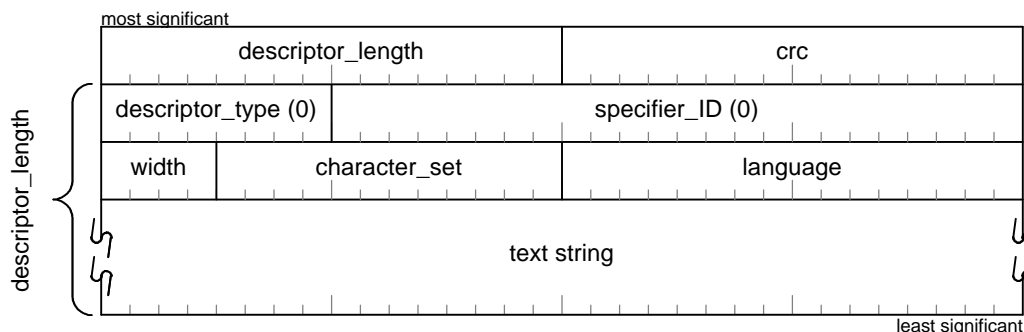 most significant
descriptor_length crc
descriptor_type (0) specifier_ID (0)
width character_set language
descriptor_length
text string
least significant